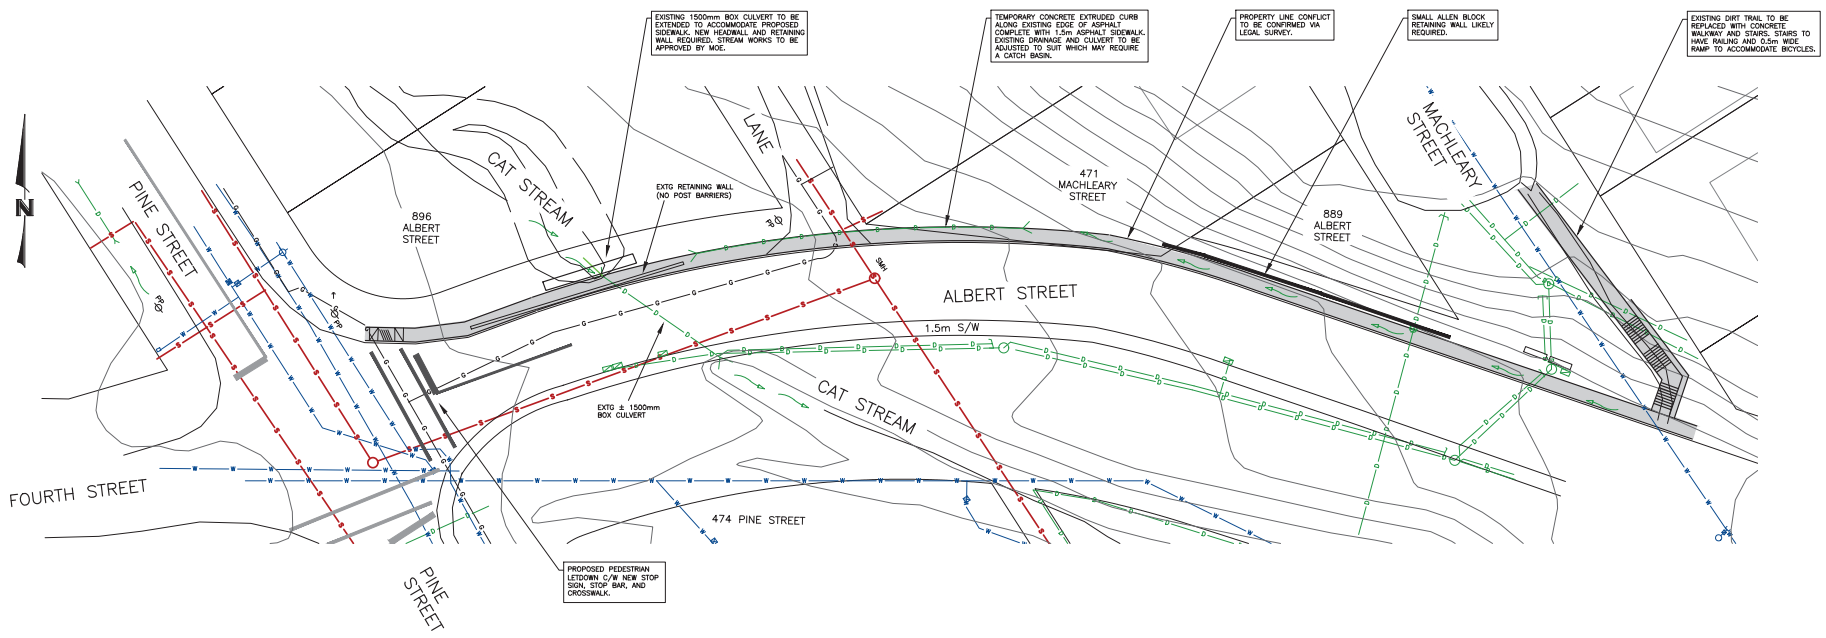 EXISTING 1500mm BOX CULVERT TO BE
EXTENDED TO ACCOMMODATE PROPOSED
SIDEWALK. NEW HEADWALL AND RETAINING
WALL REQUIRED. STREAM WORKS TO BE
APPROVED BY MOE.
TEMPORARY CONCRETE EXTRUDED CURB
ALONG EXISTING EDGE OF ASPHALT
COMPLETE WITH 1.5m ASPHALT SIDEWALK.
EXISTING DRAINAGE AND CULVERT TO BE
ADJUSTED TO SUIT WHICH MAY REQUIRE
A CATCH BASIN.
PROPERTY LINE CONFLICT
TO BE CONFIRMED VIA
LEGAL SURVEY.
SMALL ALLEN BLOCK
RETAINING WALL LIKELY
REQUIRED.
EXISTING DIRT TRAIL TO BE
REPLACED WITH CONCRETE
WALKWAY AND STAIRS. STAIRS TO
HAVE RAILING AND 0.5m WIDE
RAMP TO ACCOMMODATE BICYCLES.
N
PINE STREET
896
ALBERT
STREET
CAT STREAM
EXTG RETAINING WALL
(NO POST BARRIERS)
LANE
PP
471
MACHLEARY
STREET
889
ALBERT
STREET
MACHLEARY
STREET
SMH
ALBERT STREET
1.5m S/W
PP
PP
EXTG ± 1500mm
BOX CULVERT
CAT STREAM
FOURTH STREET
474 PINE STREET
PINE
STREET
PROPOSED PEDESTRIAN
LETDOWN C/W NEW STOP
SIGN, STOP BAR, AND
CROSSWALK.